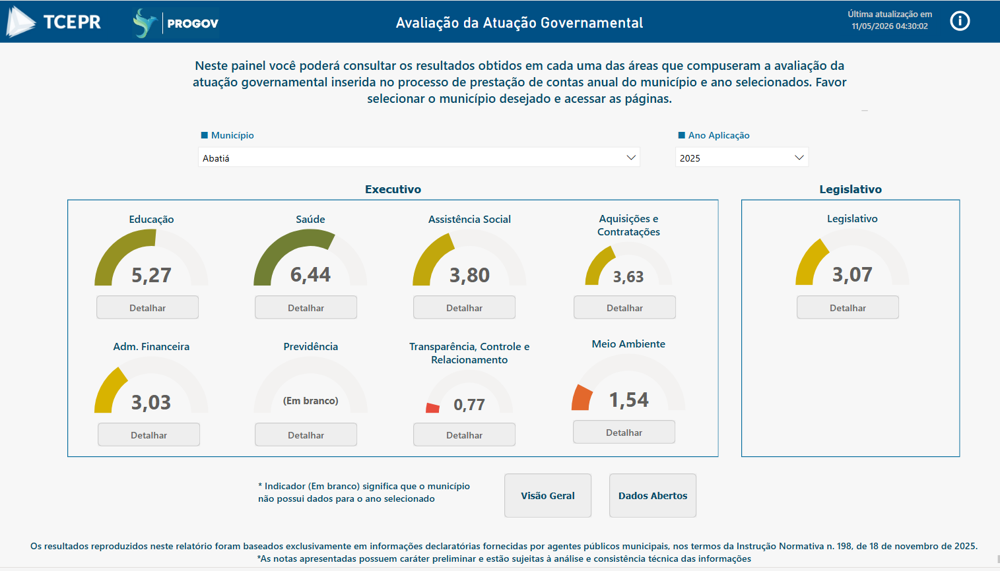 TCEPR
PROGOV
Avaliação da Atuação Governamental
Última atualização em
11/05/2026 04:30:02
Neste painel você poderá consultar os resultados obtidos em cada uma das áreas que compuseram a avaliação da
atuação governamental inserida no processo de prestação de contas anual do município e ano selecionados. Favor
selecionar o município desejado e acessar as páginas.
Município
Abatiá
Ano Aplicação
2025
Executivo
Legislativo
Educação
5,27
Detalhar
Saúde
6,44
Detalhar
Assistência Social
3,80
Detalhar
Aquisições e
Contratações
3,63
Detalhar
Legislativo
3,07
Detalhar
Adm. Financeira
3,03
Detalhar
Previdência
(Em branco)
Detalhar
Transparência, Controle e
Relacionamento
0,77
Detalhar
Meio Ambiente
1,54
Detalhar
* Indicador (Em branco) significa que o município
não possui dados para o ano selecionado
Visão Geral
Dados Abertos
Os resultados reproduzidos neste relatório foram baseados exclusivamente em informações declaratórias fornecidas por agentes públicos municipais, nos termos da Instrução Normativa n. 198, de 18 de novembro de 2025.
*As notas apresentadas possuem caráter preliminar e estão sujeitas à análise e consistência técnica das informações